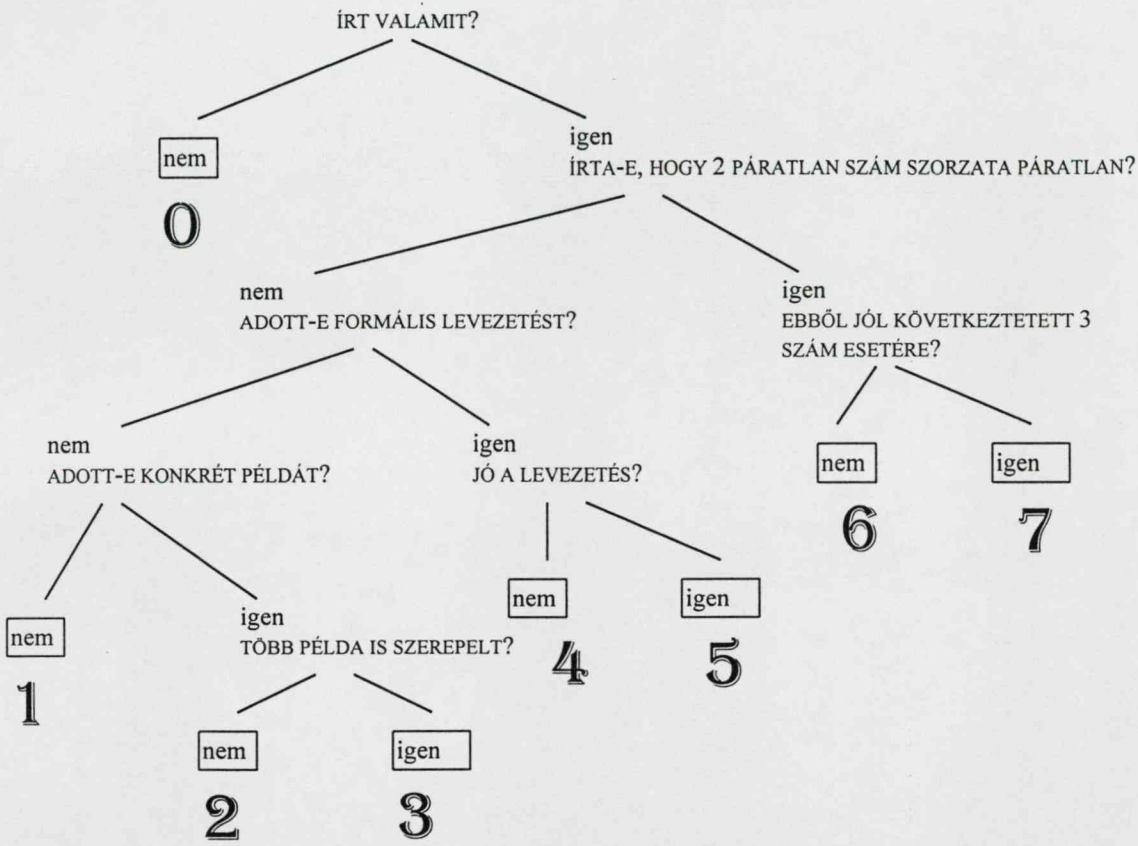 ÍRT VALAMIT?
nem
0
igen
ÍRTA-E, HOGY 2 PÁRATLAN SZÁM SZORZATA PÁRATLAN?
nem
ADOTT-E FORMÁLIS LEVEZETÉST?
igen
EBBŐL JÓL KÖVETKEZTETETT 3
SZÁM ESETÉRE?
nem
ADOTT-E KONKRÉT PÉLDÁT?
igen
JÓ A LEVEZETÉS?
nem
6
igen
7
nem
1
igen
TÖBB PÉLDA IS SZEREPELT?
nem
4
igen
5
nem
2
igen
3